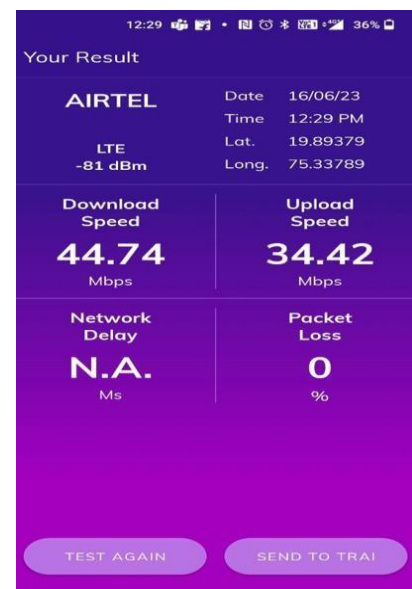 12:29 36%
Your Result
AIRTEL
LTE
-81 dBm
Date 16/06/23
Time 12:29 PM
Lat. 19.89379
Long. 75.33789
Download
Speed
44.74
Mbps
Upload
Speed
34.42
Mbps
Network
Delay
N.A.
Ms
Packet
Loss
0
%
TEST AGAIN
SEND TO TRAI